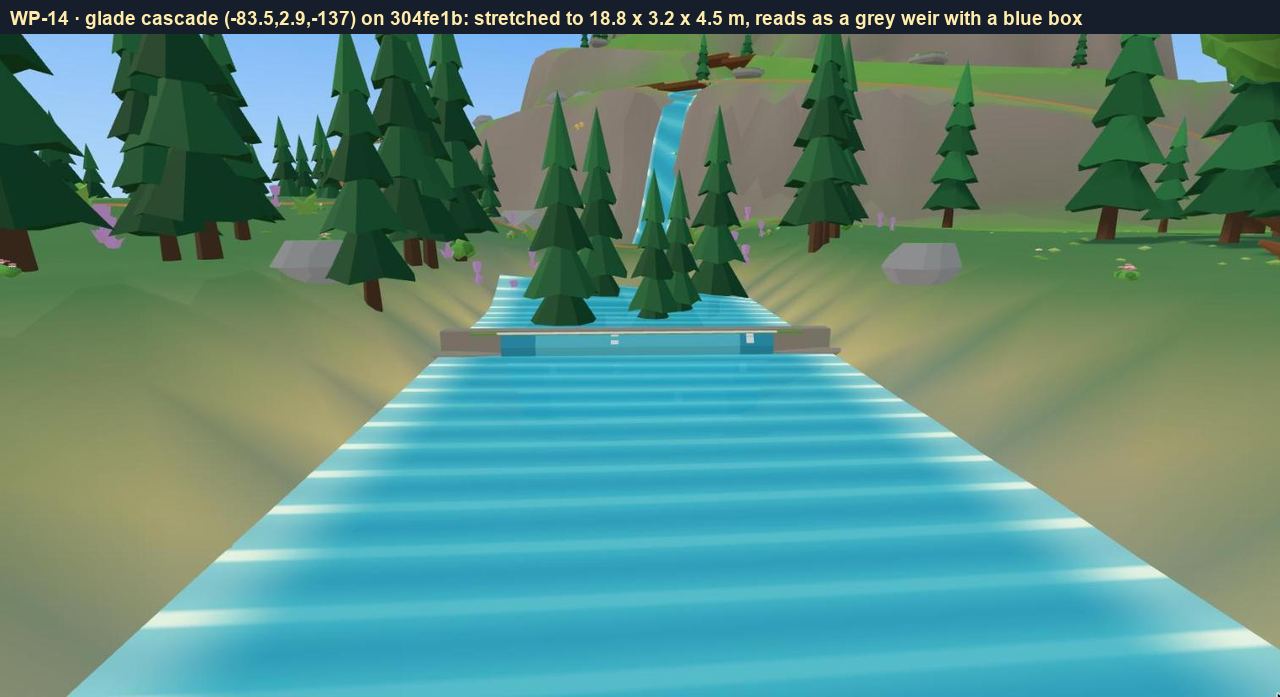 WP-14 · glade cascade (-83.5,2.9,-137) on 304fe1b: stretched to 18.8 x 3.2 x 4.5 m, reads as a grey weir with a blue box